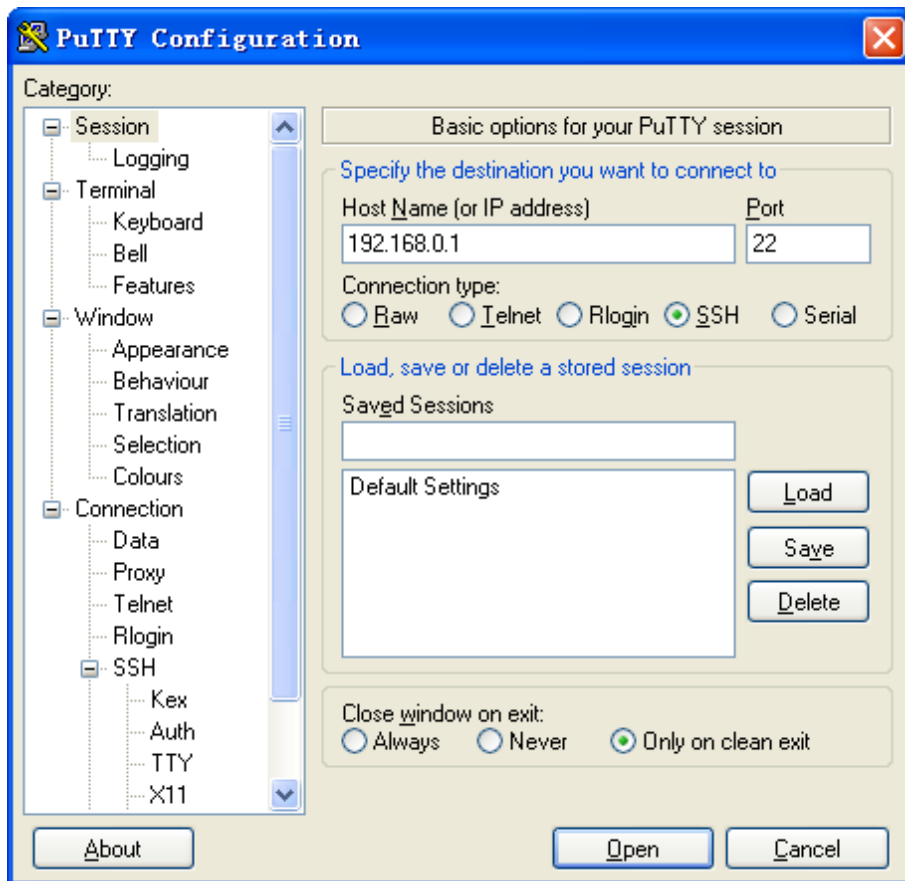 PuTTY Configuration
Category:
Session
Logging
Terminal
Keyboard
Bell
Features
Window
Appearance
Behaviour
Translation
Selection
Colours
Connection
Data
Proxy
Telnet
Rlogin
SSH
Kex
Auth
TTY
X11
Basic options for your PuTTY session
Specify the destination you want to connect to
Host Name (or IP address) Port
192.168.0.1 22
Connection type:
Raw Telnet Rlogin SSH Serial
Load, save or delete a stored session
Saved Sessions
Default Settings
Load
Save
Delete
Close window on exit:
Always Never Only on clean exit
About Open Cancel